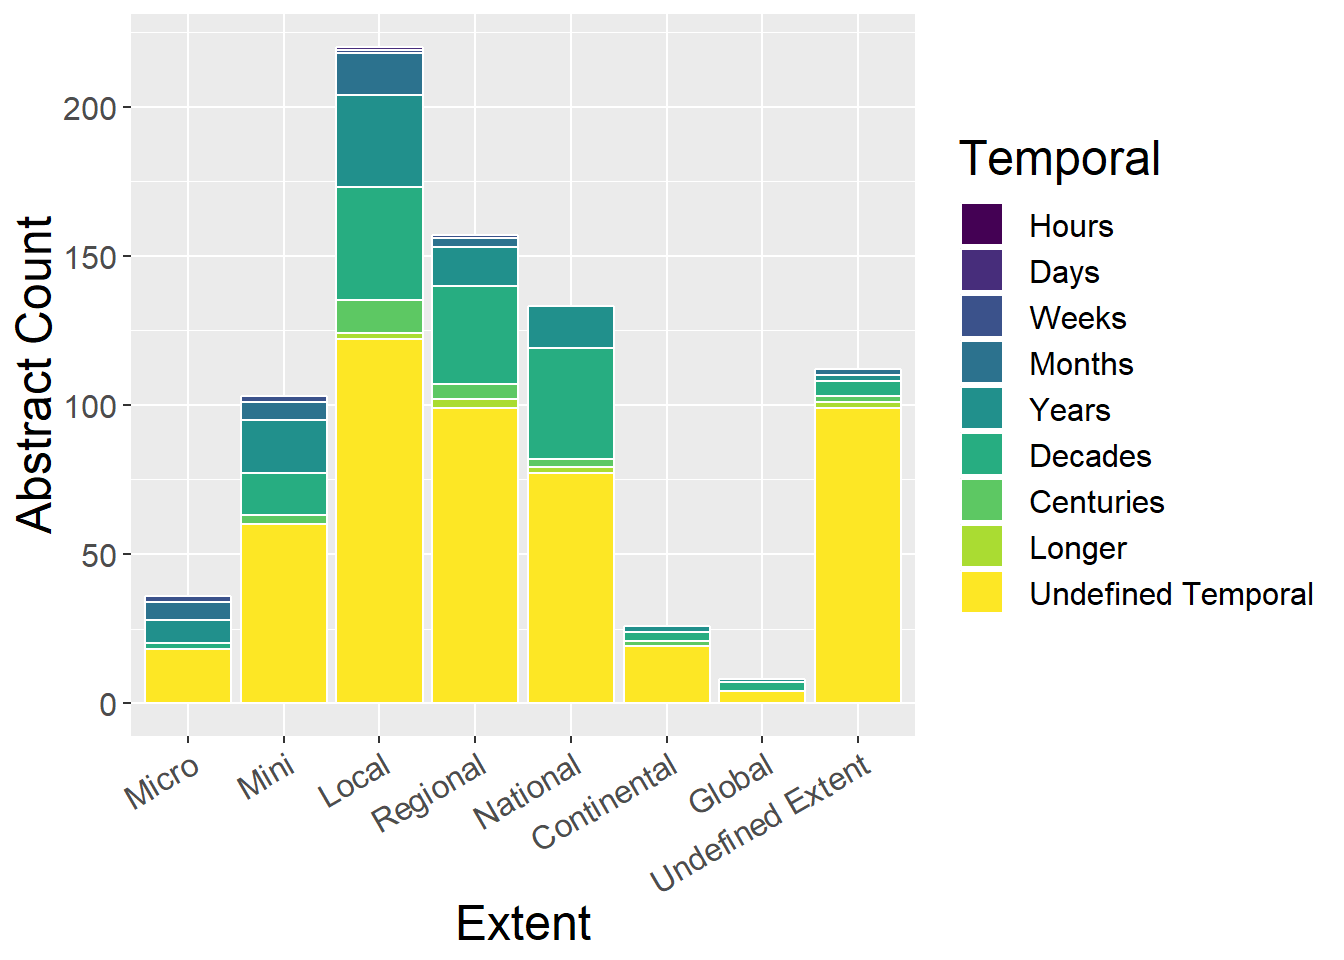 Abstract Count
200
150
100
50
0
Micro
Mini
Local
Regional
National
Continental
Global
Undefined Extent
Extent
Temporal
Hours
Days
Weeks
Months
Years
Decades
Centuries
Longer
Undefined Temporal